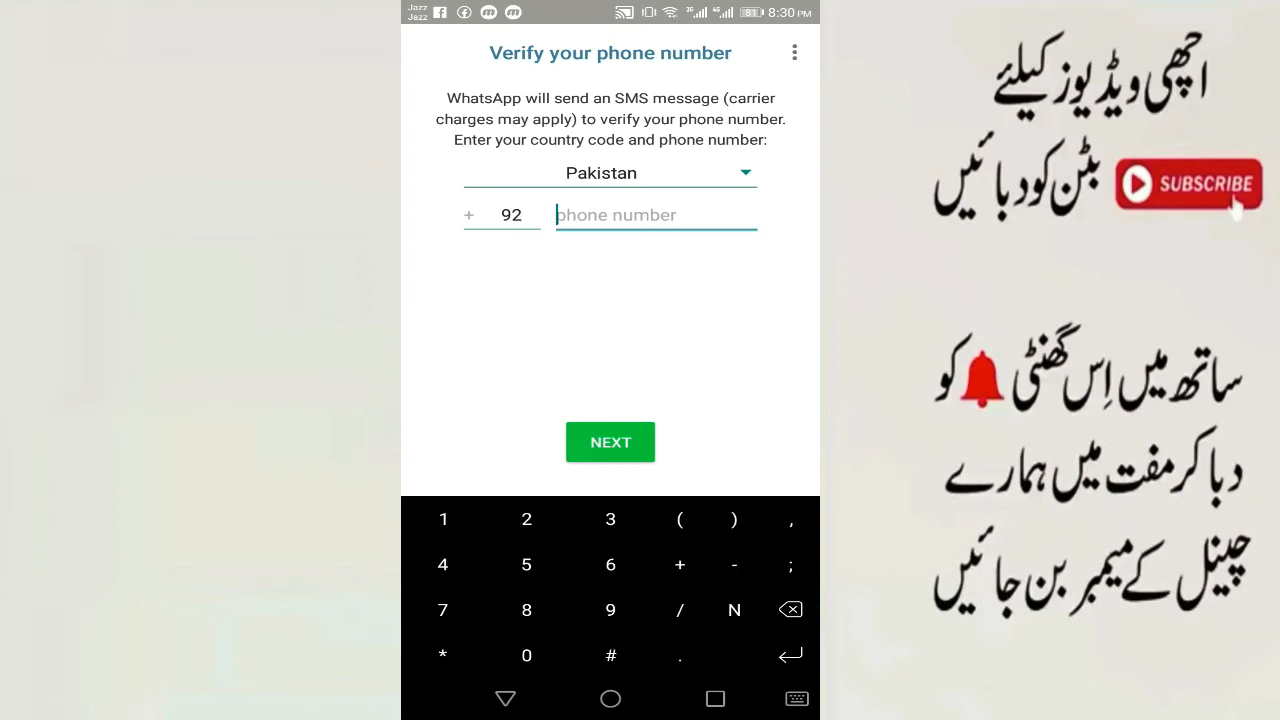 Jazz
Jazz
81 8:30 PM
Verify your phone number
WhatsApp will send an SMS message (carrier
charges may apply) to verify your phone number.
Enter your country code and phone number:
Pakistan
+ 92 phone number
NEXT
1 2 3 ( ) ,
4 5 6 + - ;
7 8 9 / N
* 0 # .
اچھی ویڈیوز کیلئے
بٹن کو دبائیں
SUBSCRIBE
ساتھ میں اِس گھنٹی کو
دبا کر مفت میں ہمارے
چینل کے میمبر بن جائیں